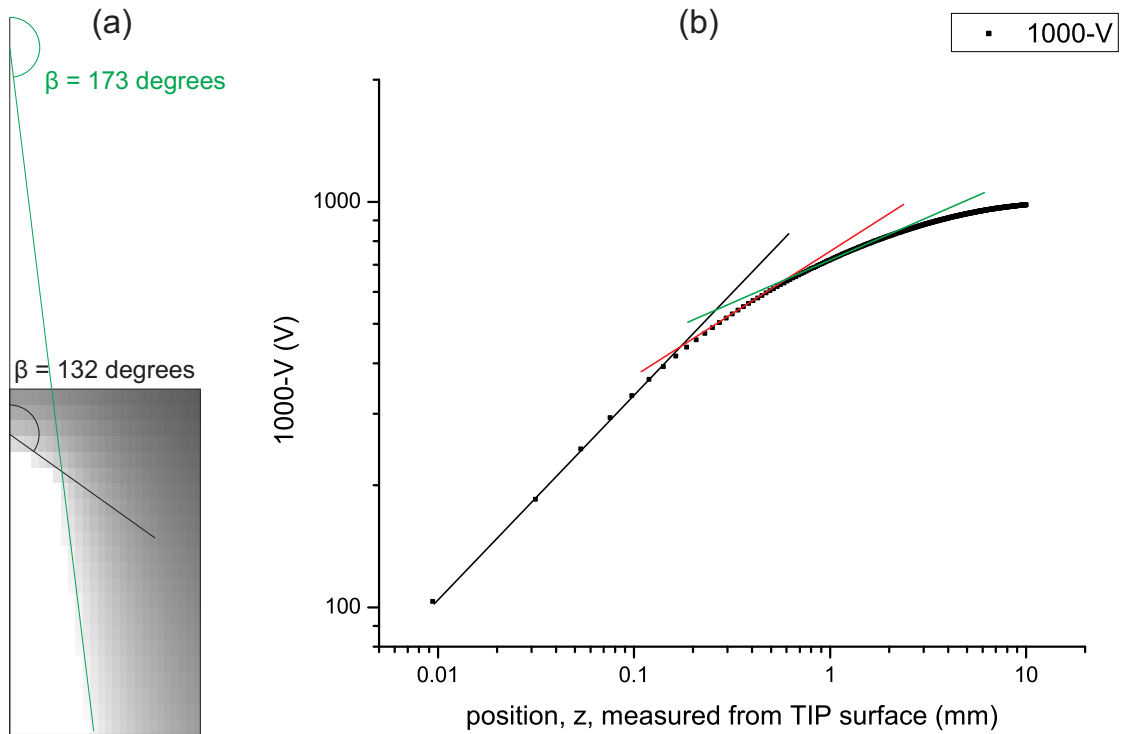 (a)
β = 173 degrees
β = 132 degrees
(b)
1000-V
1000
100
1000-V (V)
0.01
0.1
1
10
position, z, measured from TIP surface (mm)